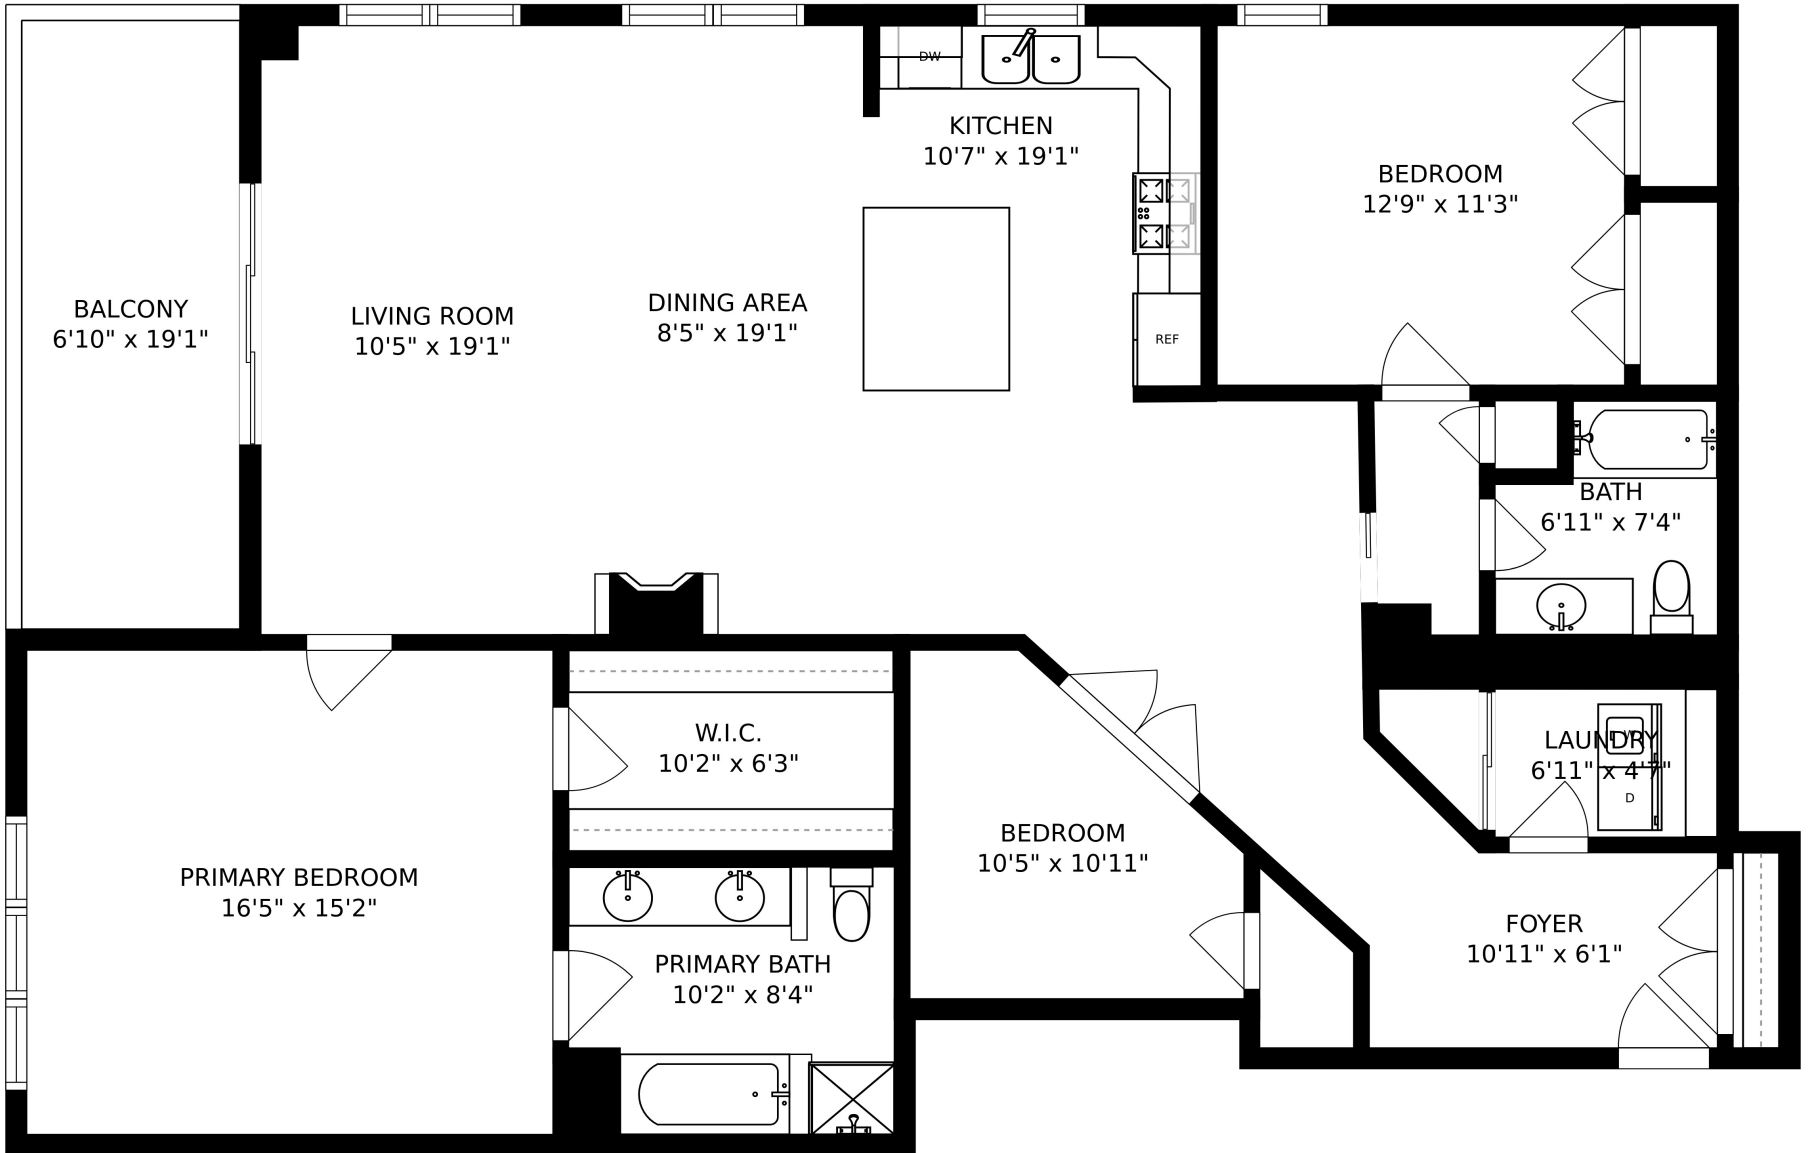 DW
KITCHEN
10'7" x 19'1"
BEDROOM
12'9" x 11'3"
BALCONY
6'10" x 19'1"
LIVING ROOM
10'5" x 19'1"
DINING AREA
8'5" x 19'1"
REF
BATH
6'11" x 7'4"
W.I.C.
10'2" x 6'3"
LAUNDRY
6'11" x 4'7"
W
D
BEDROOM
10'5" x 10'11"
PRIMARY BEDROOM
16'5" x 15'2"
FOYER
10'11" x 6'1"
PRIMARY BATH
10'2" x 8'4"